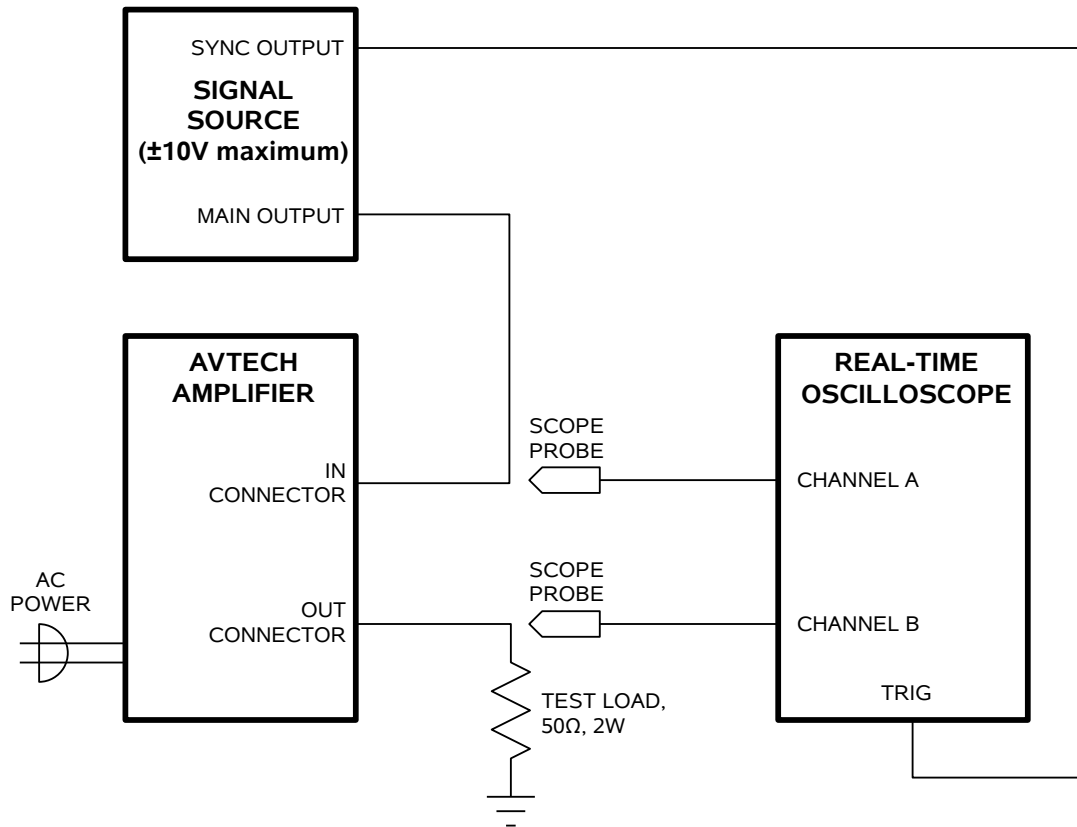 SYNC OUTPUT
SIGNAL
SOURCE
(±10V maximum)
MAIN OUTPUT
AVTECH
AMPLIFIER
IN
CONNECTOR
OUT
CONNECTOR
AC
POWER
SCOPE
PROBE
SCOPE
PROBE
TEST LOAD,
50Ω, 2W
REAL-TIME
OSCILLOSCOPE
CHANNEL A
CHANNEL B
TRIG